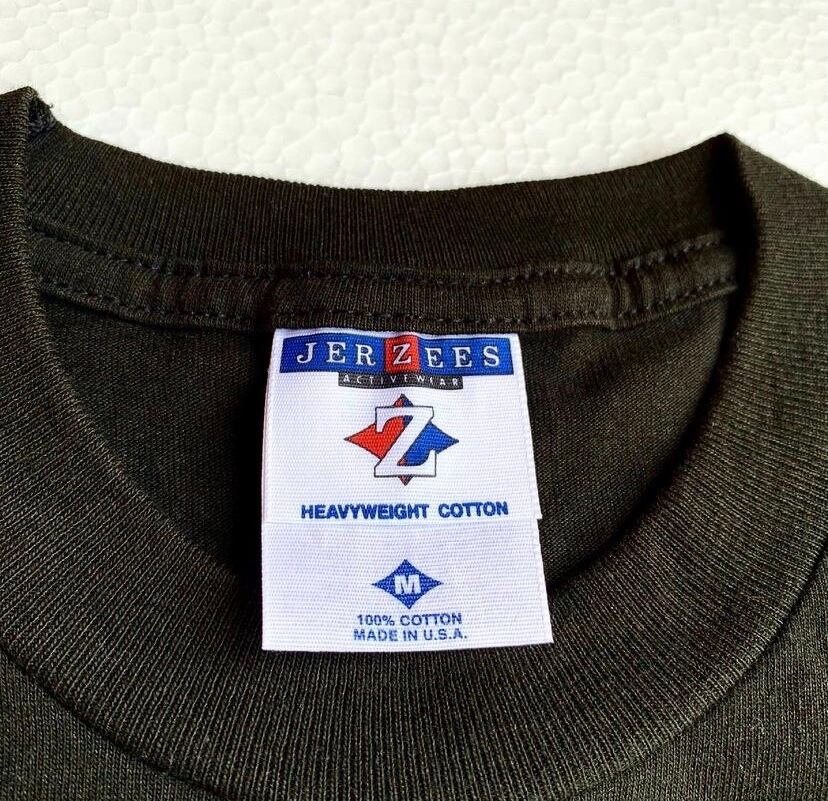 JERZEES
ACTIVEWEAR
Z
HEAVYWEIGHT COTTON
M
100% COTTON
MADE IN U.S.A.